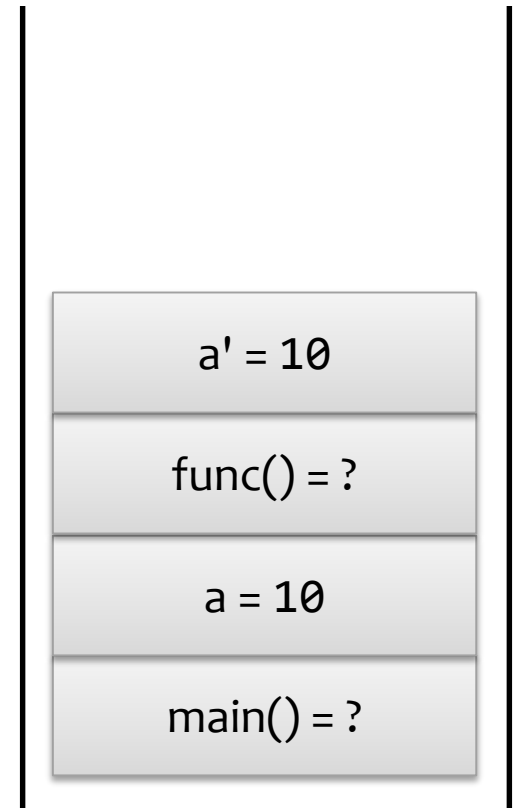 a' = 10
func() = ?
a = 10
main() = ?